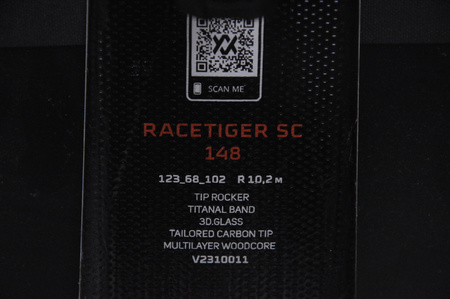 SCAN ME
RACETIGER SC
148
123_68_102 R 10,2 M
TIP ROCKER
TITANAL BAND
3D.GLASS
TAILORED CARBON TIP
MULTILAYER WOODCORE
V2310011